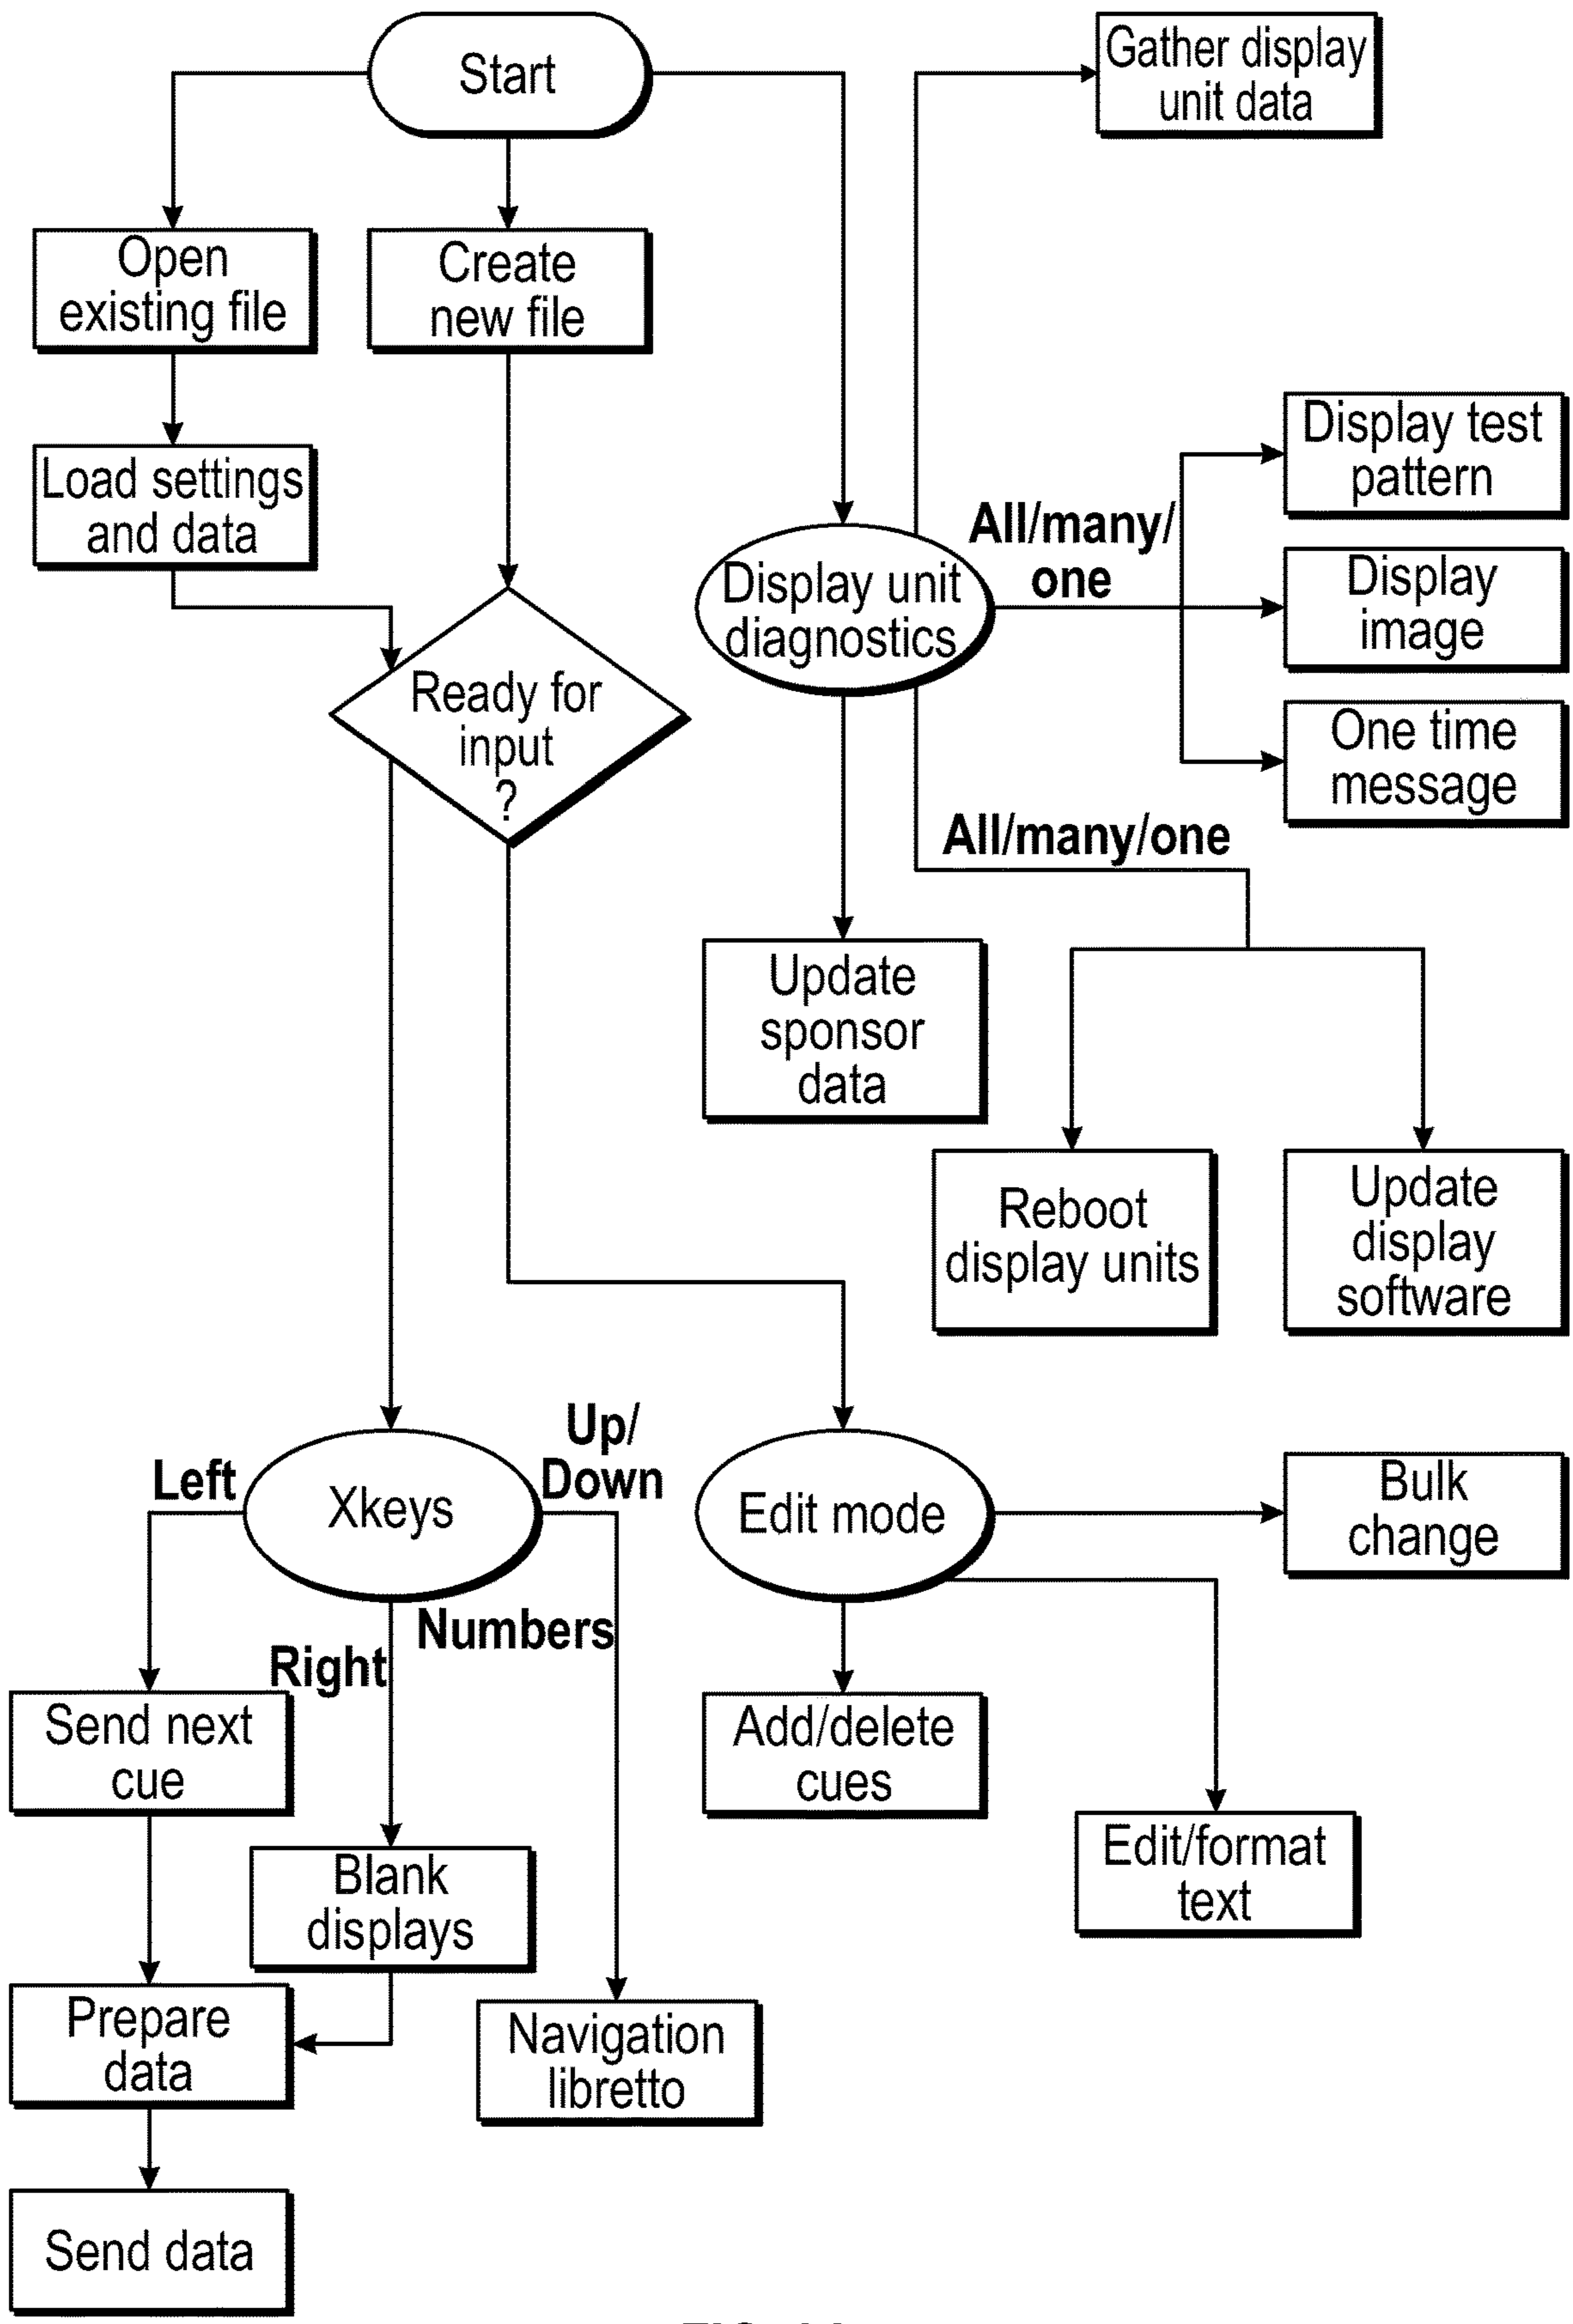 Start
Gather display
unit data
Open
existing file
Create
new file
Load settings
and data
Display test
pattern
All/many/
one
Display unit
diagnostics
Display
image
Ready for
input
?
One time
message
All/many/one
Update
sponsor
data
Reboot
display units
Update
display
software
Up/
Down
Left
Xkeys
Edit mode
Bulk
change
Numbers
Right
Send next
cue
Add/delete
cues
Edit/format
text
Blank
displays
Prepare
data
Navigation
libretto
Send data